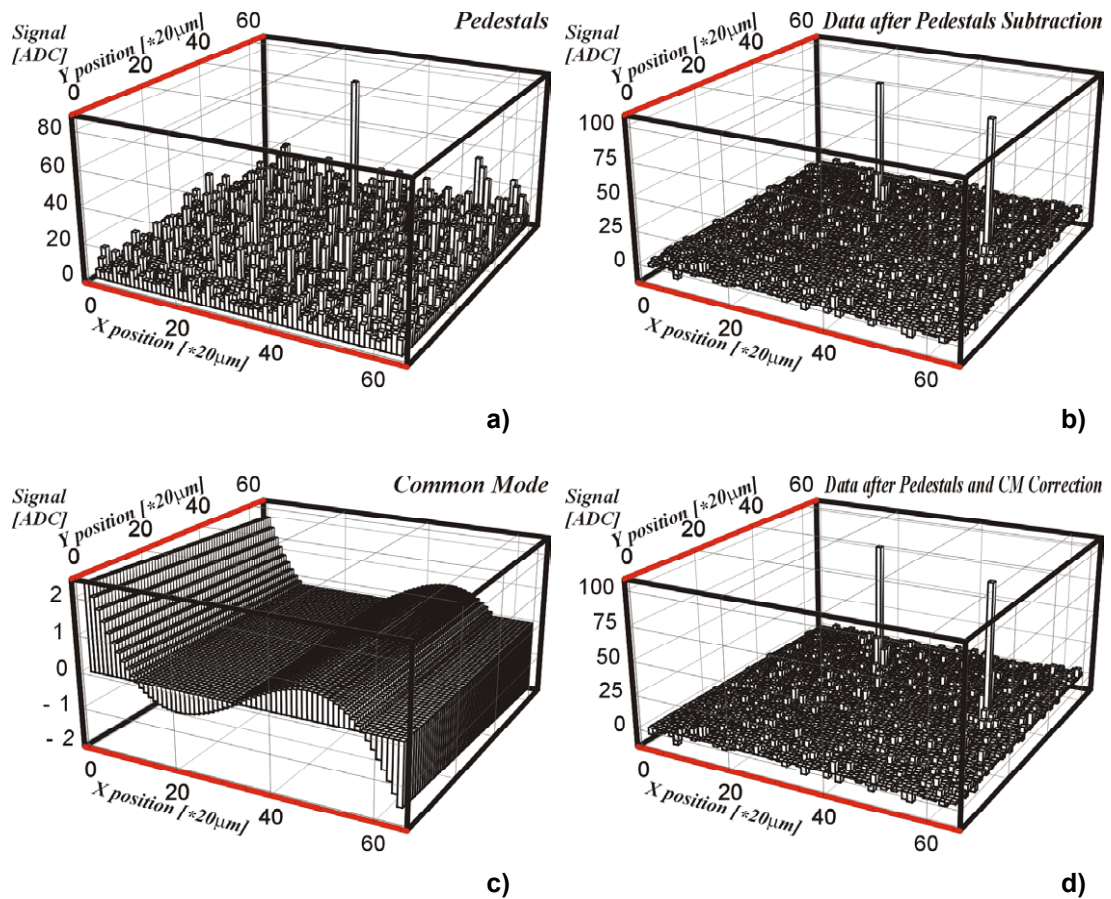 Pedestals
Signal
[ADC]
Y position [*20μm]
0
20
40
60
80
60
40
20
0
0
20
40
60
X position [*20μm]
a)
Data after Pedestals Subtraction
Signal
[ADC]
Y position [*20μm]
0
20
40
60
100
75
50
25
0
0
20
40
60
X position [*20μm]
b)
Common Mode
Signal
[ADC]
Y position [*20μm]
0
20
40
60
2
1
0
- 1
- 2
0
20
40
60
X position [*20μm]
c)
Data after Pedestals and CM Correction
Signal
[ADC]
Y position [*20μm]
0
20
40
60
100
75
50
25
0
0
20
40
60
X position [*20μm]
d)